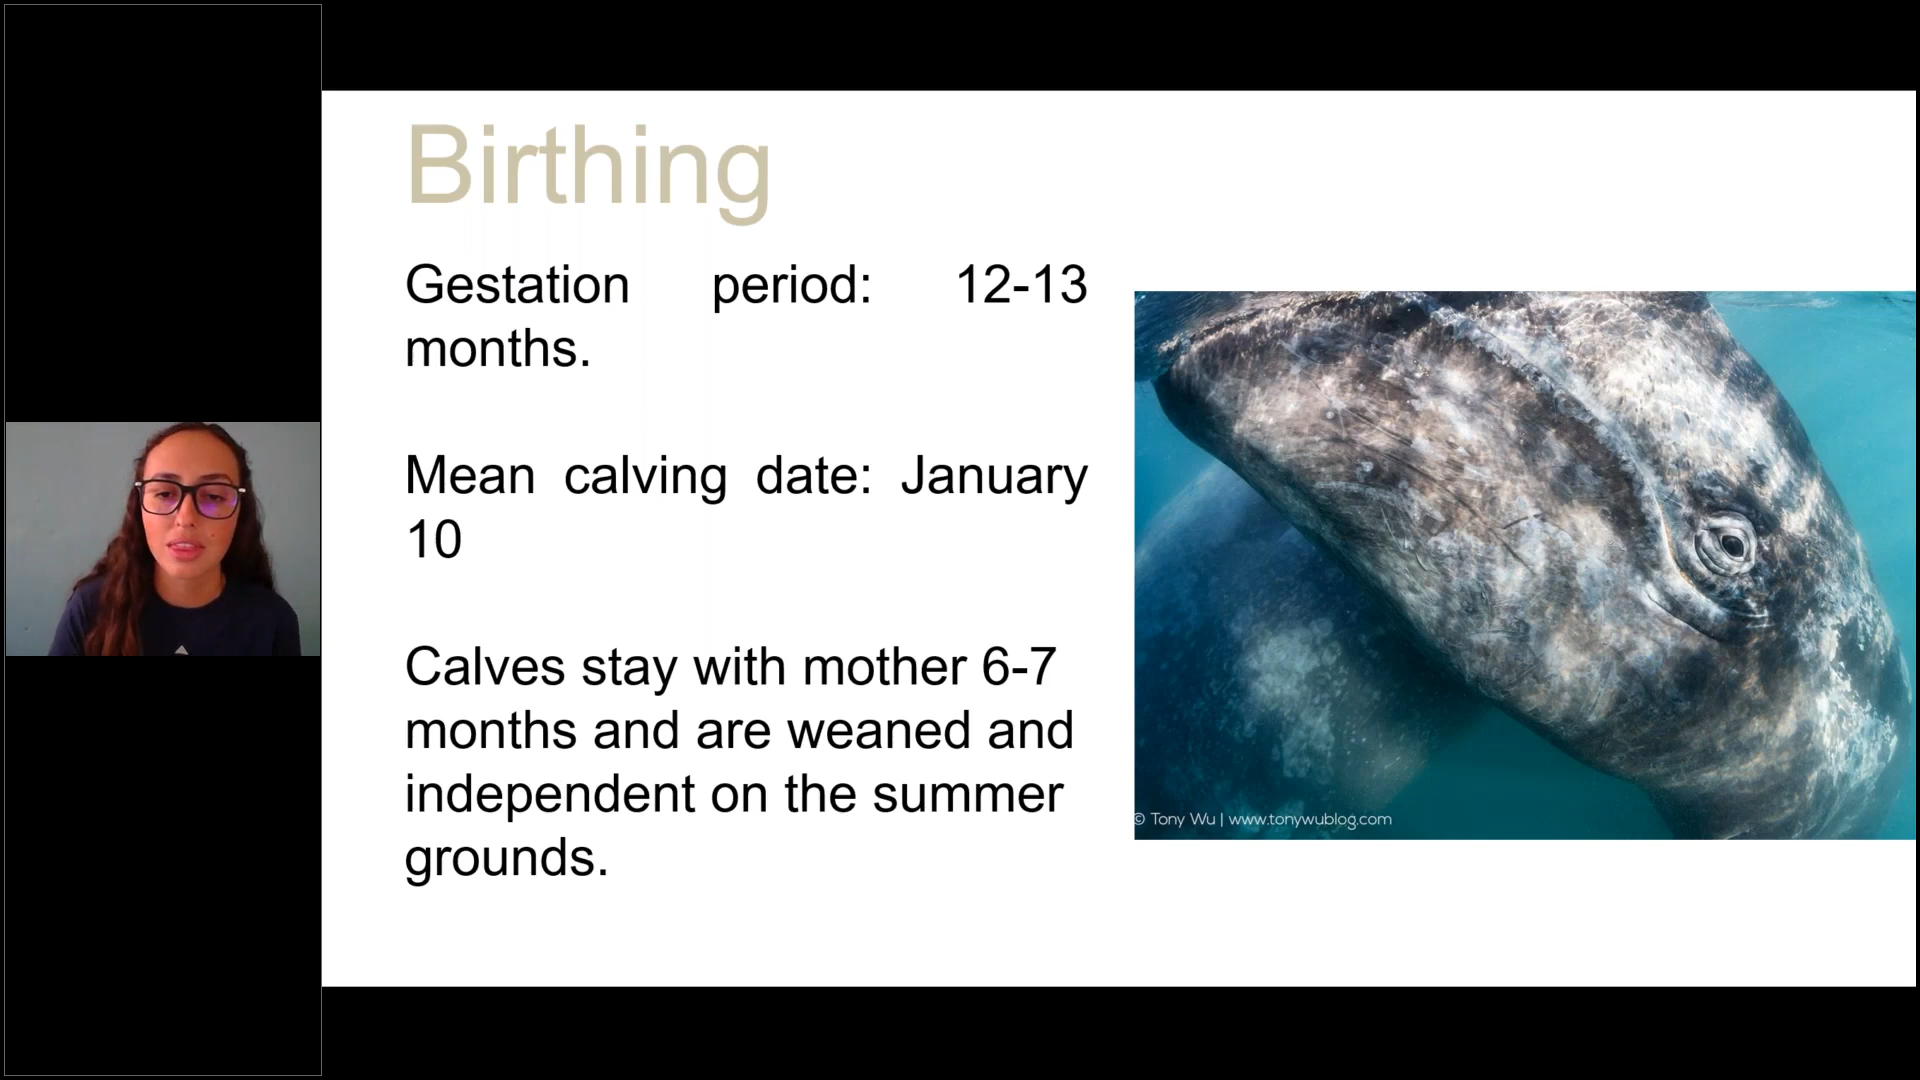 Birthing
Gestation period: 12-13
months.
Mean calving date: January
10
Calves stay with mother 6-7
months and are weaned and
independent on the summer
grounds.
© Tony Wu | www.tonywublog.com